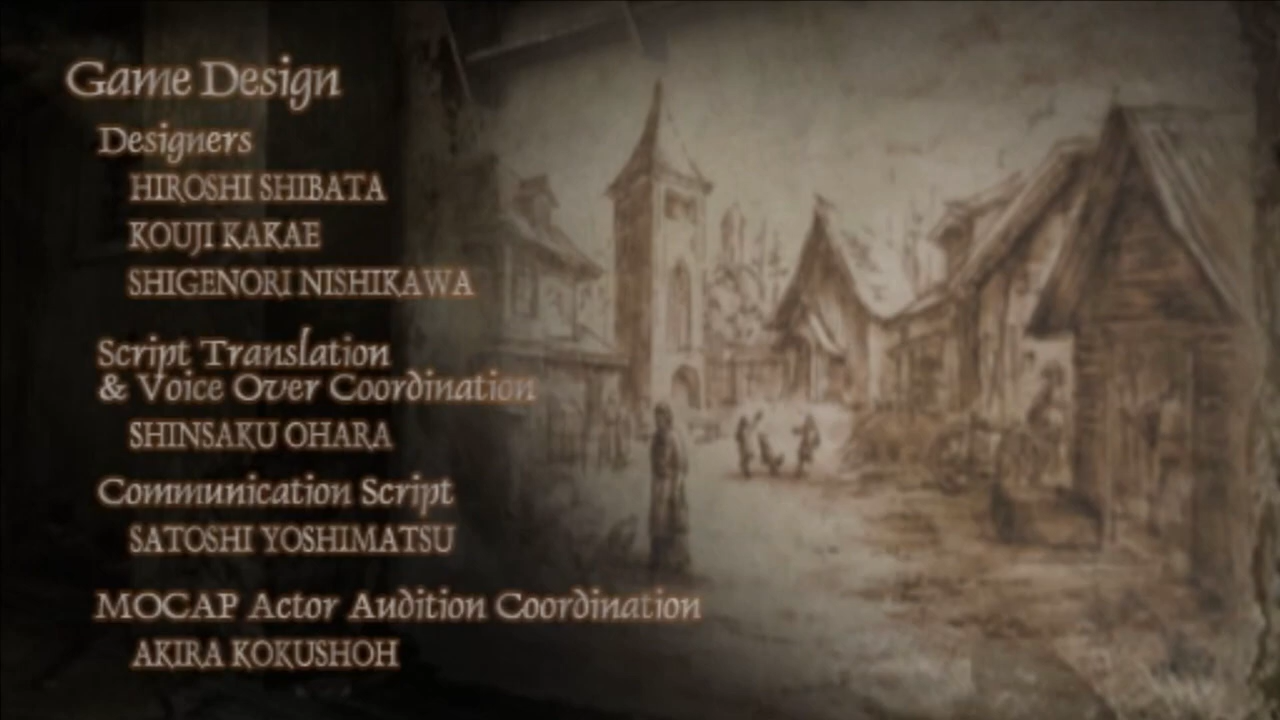 Game Design
Designers
HIROSHI SHIBATA
KOUJI KAKAE
SHIGENORI NISHIKAWA
Script Translation
& Voice Over Coordination
SHINSAKU OHARA
Communication Script
SATOSHI YOSHIMATSU
MOCAP Actor Audition Coordination
AKIRA KOKUSHOH